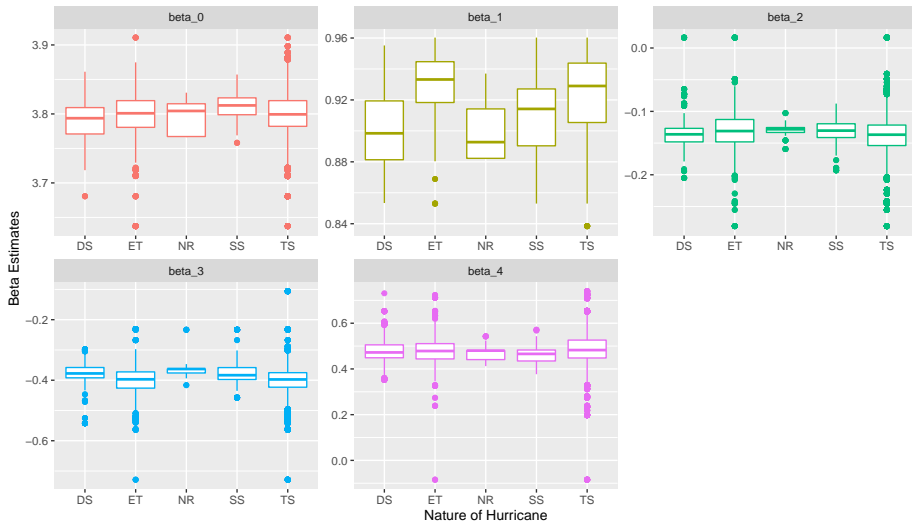 beta_0
beta_1
beta_2
3.9
3.8
3.7
0.96
0.92
0.88
0.84
0.0
−0.1
−0.2
DS ET NR SS TS
DS ET NR SS TS
DS ET NR SS TS
beta_3
beta_4
−0.2
−0.4
−0.6
0.6
0.4
0.2
0.0
DS ET NR SS TS
DS ET NR SS TS
Beta Estimates
Nature of Hurricane